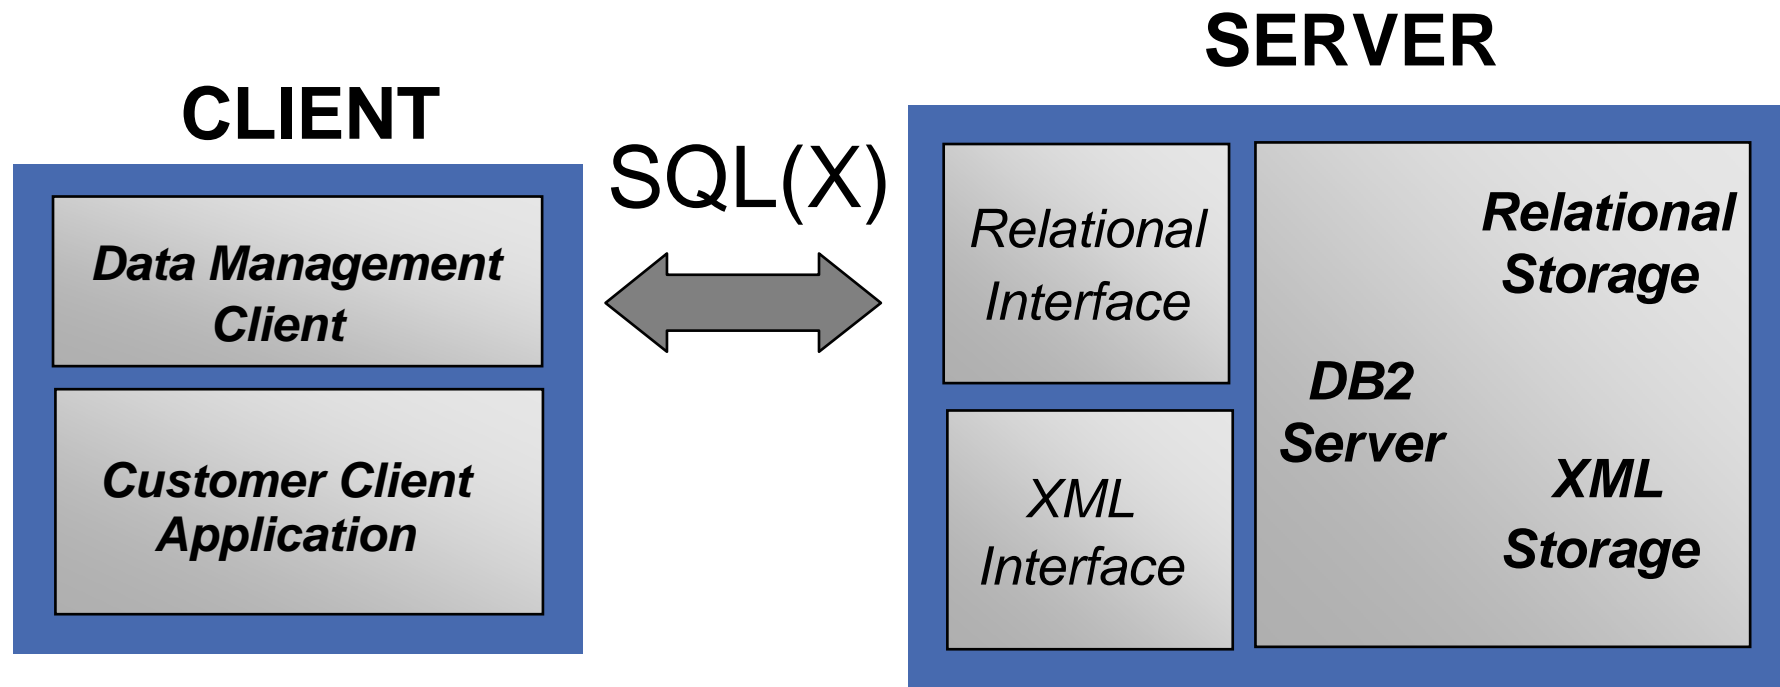 SERVER
CLIENT
SQL(X)
Data Management
Client
Customer Client
Application
Relational
Interface
XML
Interface
DB2
Server
Relational
Storage
XML
Storage